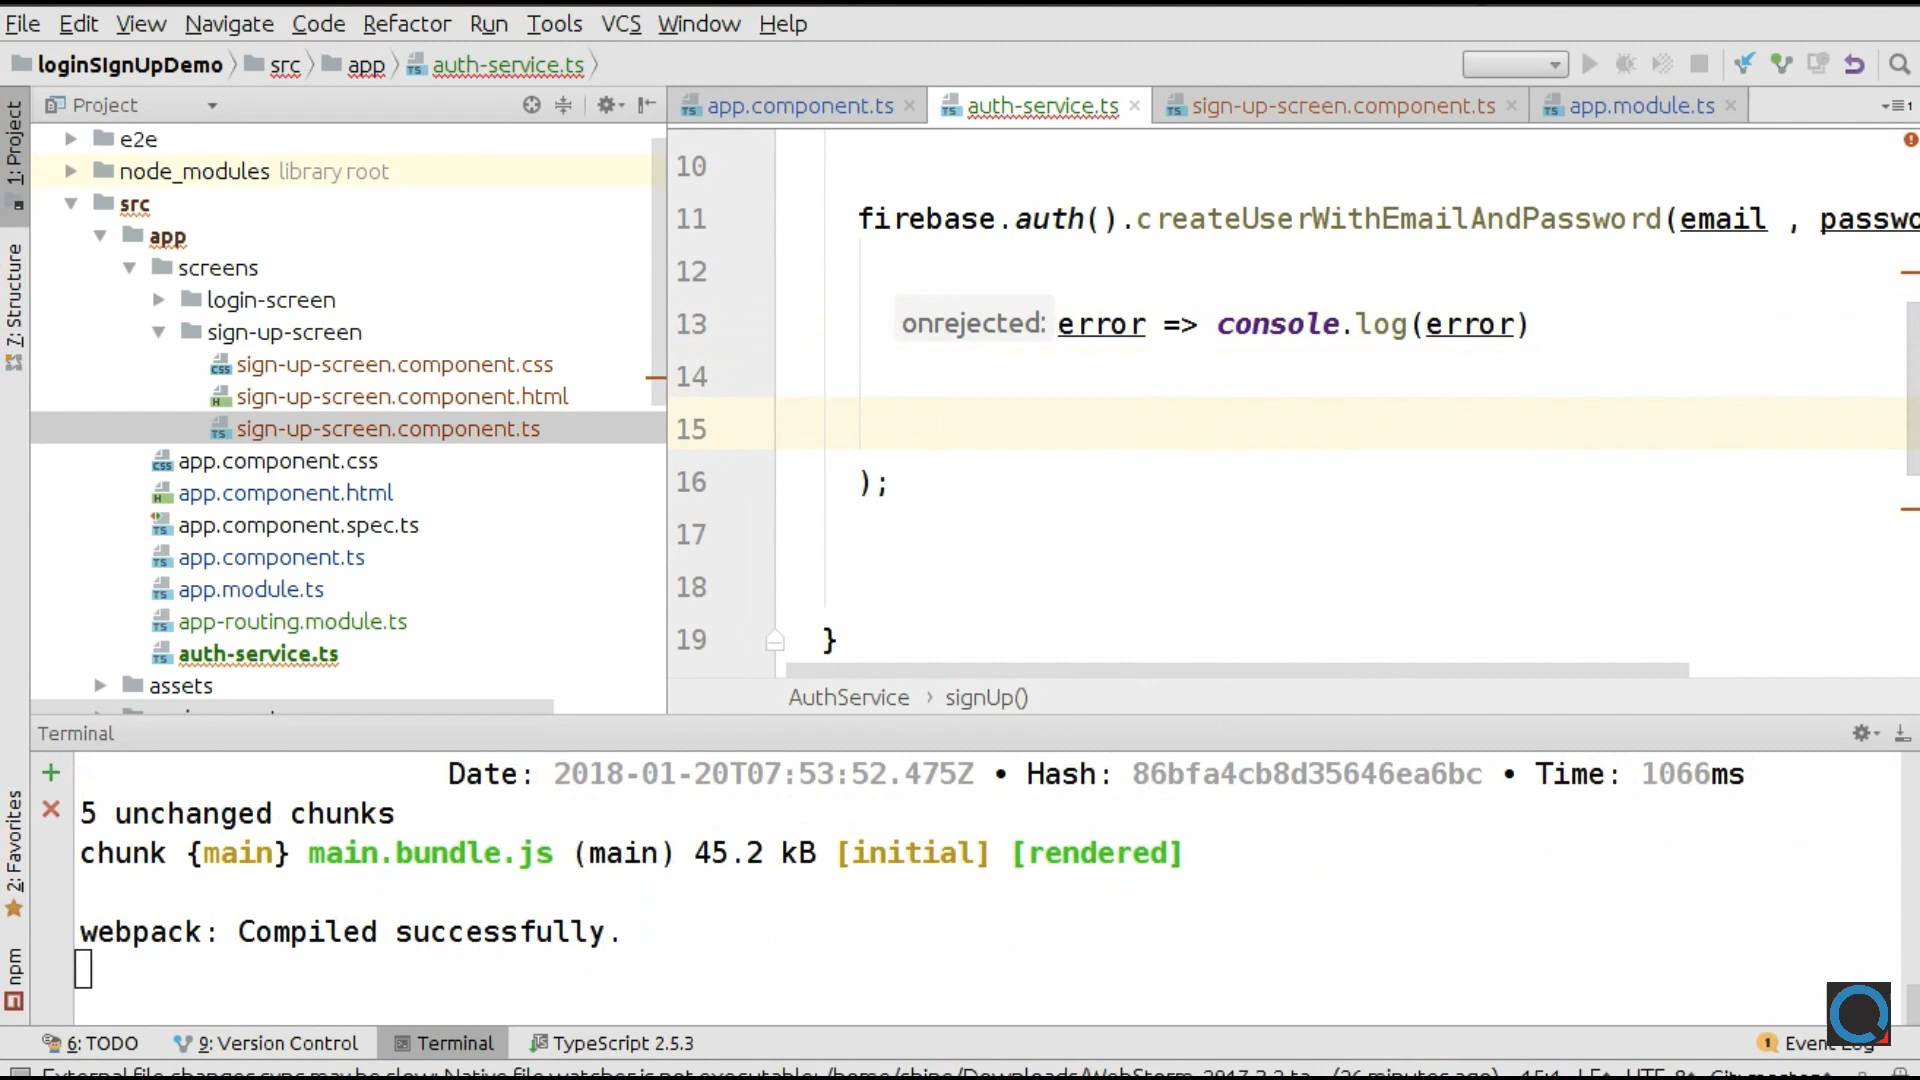 File Edit View Navigate Code Refactor Run Tools VCS Window Help
loginSIgnUpDemo src app auth-service.ts
1: Project
7: Structure
2: Favorites
npm
Project
e2e
node_modules library root
src
app
screens
login-screen
sign-up-screen
sign-up-screen.component.css
sign-up-screen.component.html
sign-up-screen.component.ts
app.component.css
app.component.html
app.component.spec.ts
app.component.ts
app.module.ts
app-routing.module.ts
auth-service.ts
assets
app.component.ts auth-service.ts sign-up-screen.component.ts app.module.ts
10
11 firebase.auth().createUserWithEmailAndPassword(email , passwo
12
13 onrejected: error => console.log(error)
14
15
16 );
17
18
19 }
AuthService › signUp()
Terminal
Date: 2018-01-20T07:53:52.475Z • Hash: 86bfa4cb8d35646ea6bc • Time: 1066ms
5 unchanged chunks
chunk {main} main.bundle.js (main) 45.2 kB [initial] [rendered]
webpack: Compiled successfully.
6: TODO 9: Version Control Terminal TypeScript 2.5.3 1 Event Log